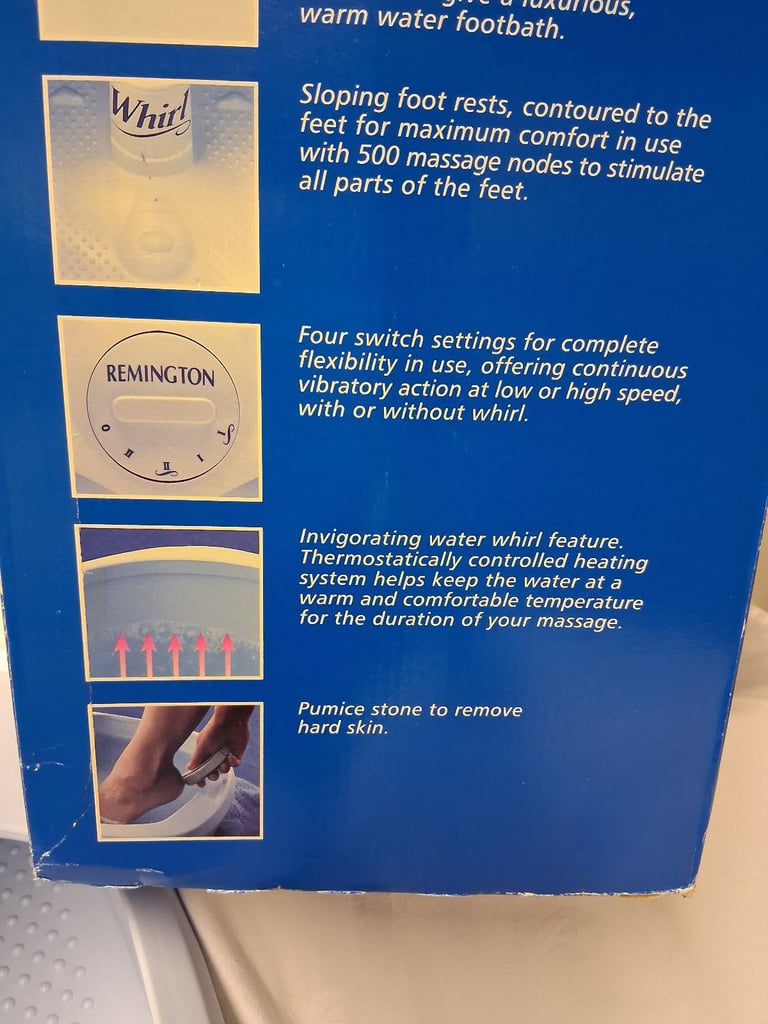 warm water footbath.
Whirl
Sloping foot rests, contoured to the
feet for maximum comfort in use
with 500 massage nodes to stimulate
all parts of the feet.
REMINGTON
O II II I I
Four switch settings for complete
flexibility in use, offering continuous
vibratory action at low or high speed,
with or without whirl.
Invigorating water whirl feature.
Thermostatically controlled heating
system helps keep the water at a
warm and comfortable temperature
for the duration of your massage.
Pumice stone to remove
hard skin.